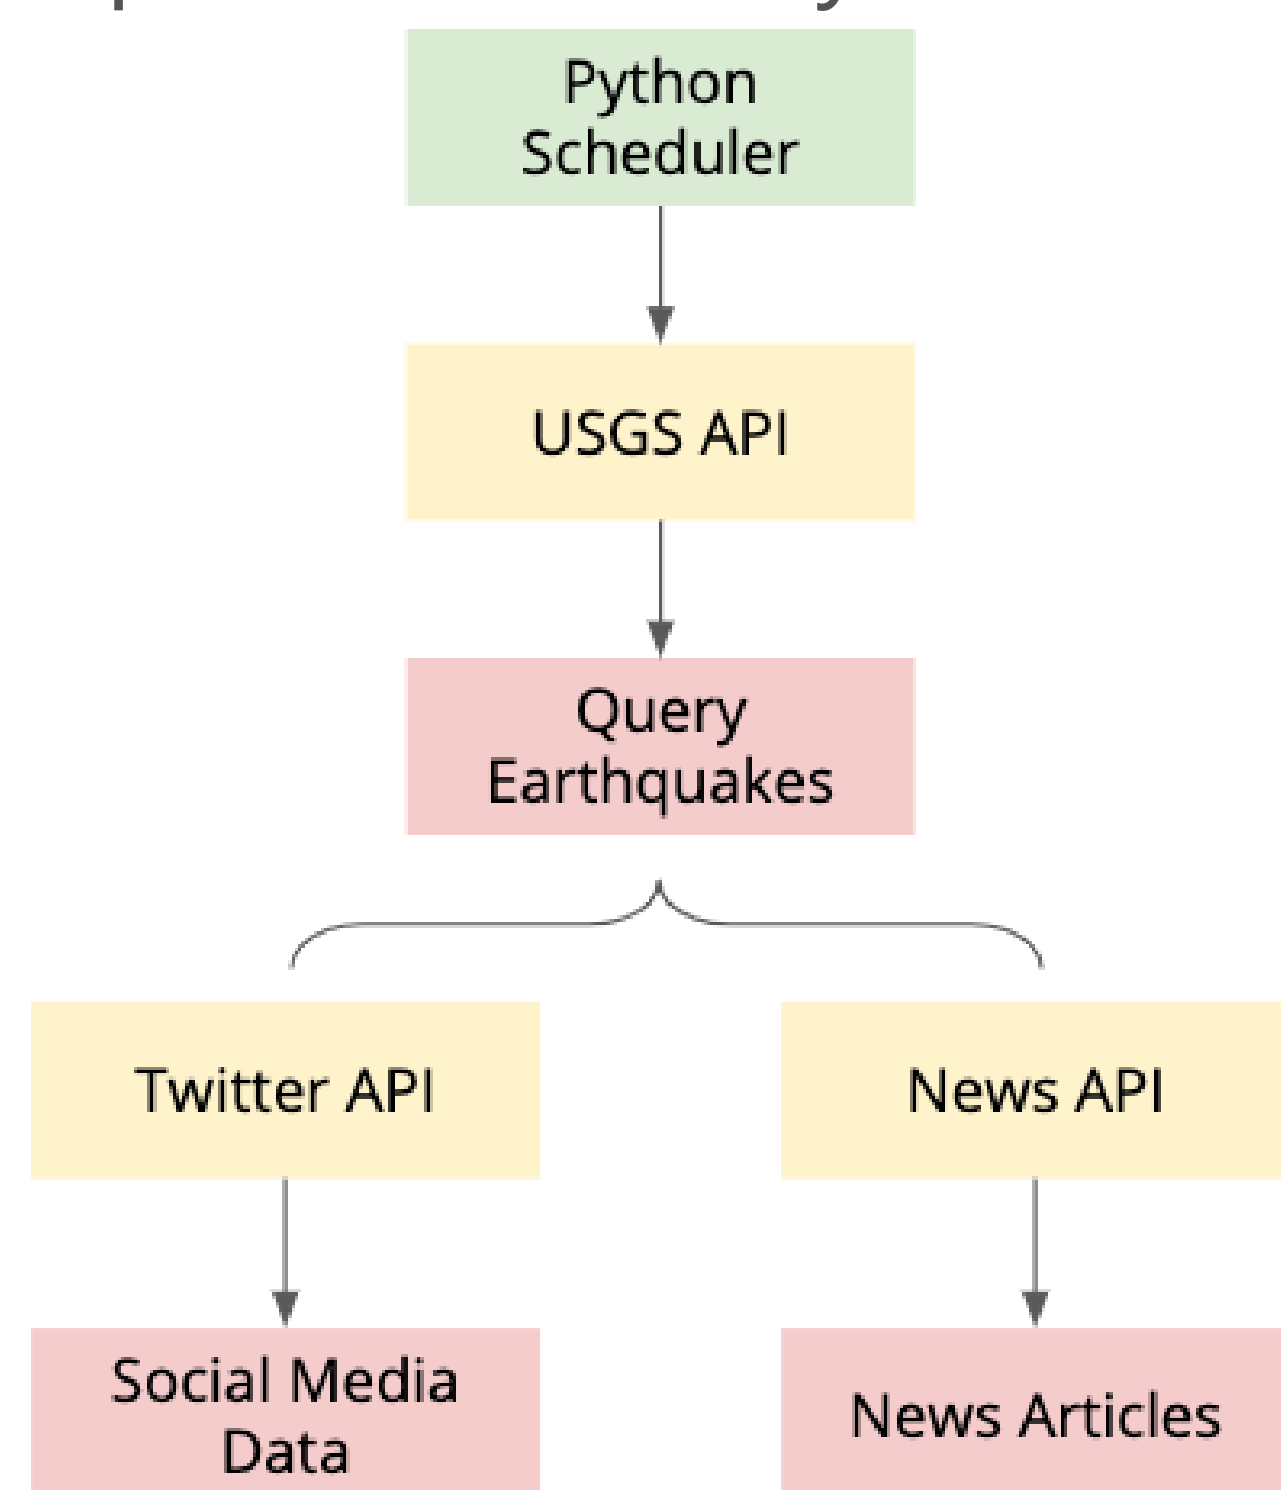 Python
Scheduler
USGS API
Query
Earthquakes
Twitter API
News API
Social Media
Data
News Articles